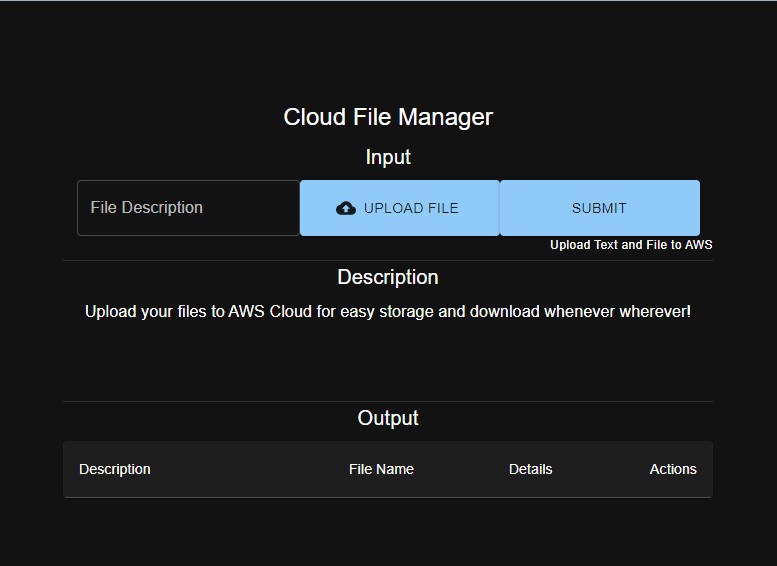 Cloud File Manager
Input
File Description
UPLOAD FILE
SUBMIT
Upload Text and File to AWS
Description
Upload your files to AWS Cloud for easy storage and download whenever wherever!
Output
Description File Name Details Actions